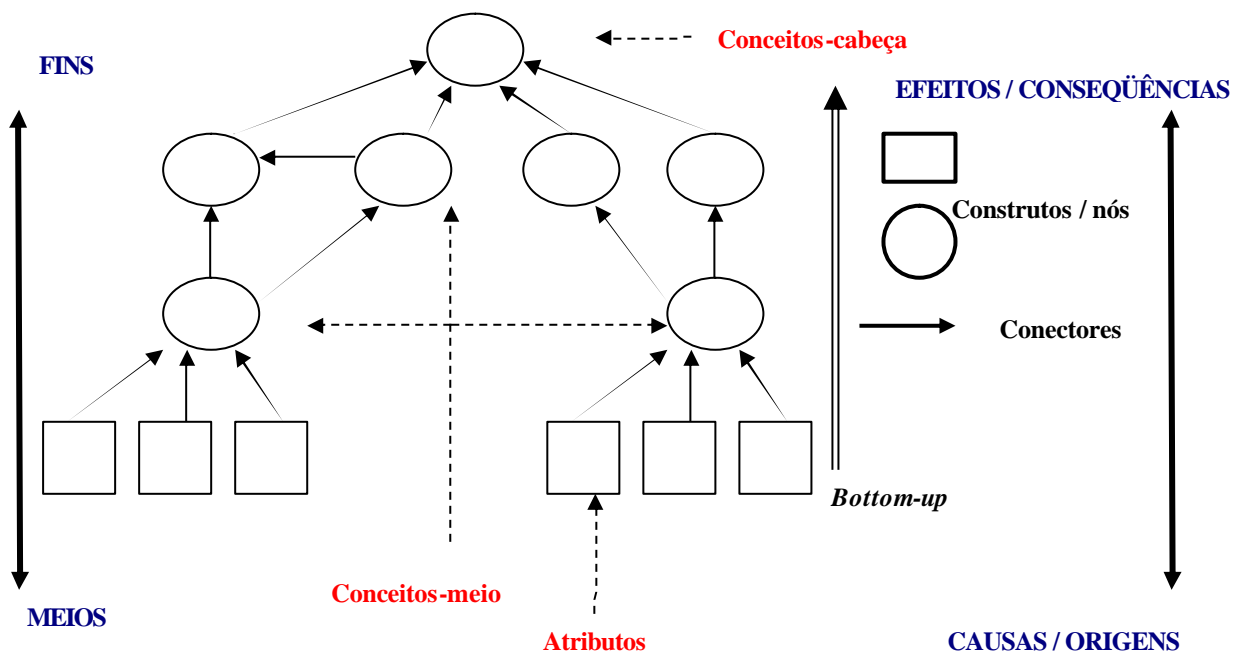 Conceitos-cabeça
FINS
EFEITOS / CONSEQÜÊNCIAS
Construtos / nós
Conectores
Bottom-up
Conceitos-meio
MEIOS
Atributos
CAUSAS / ORIGENS